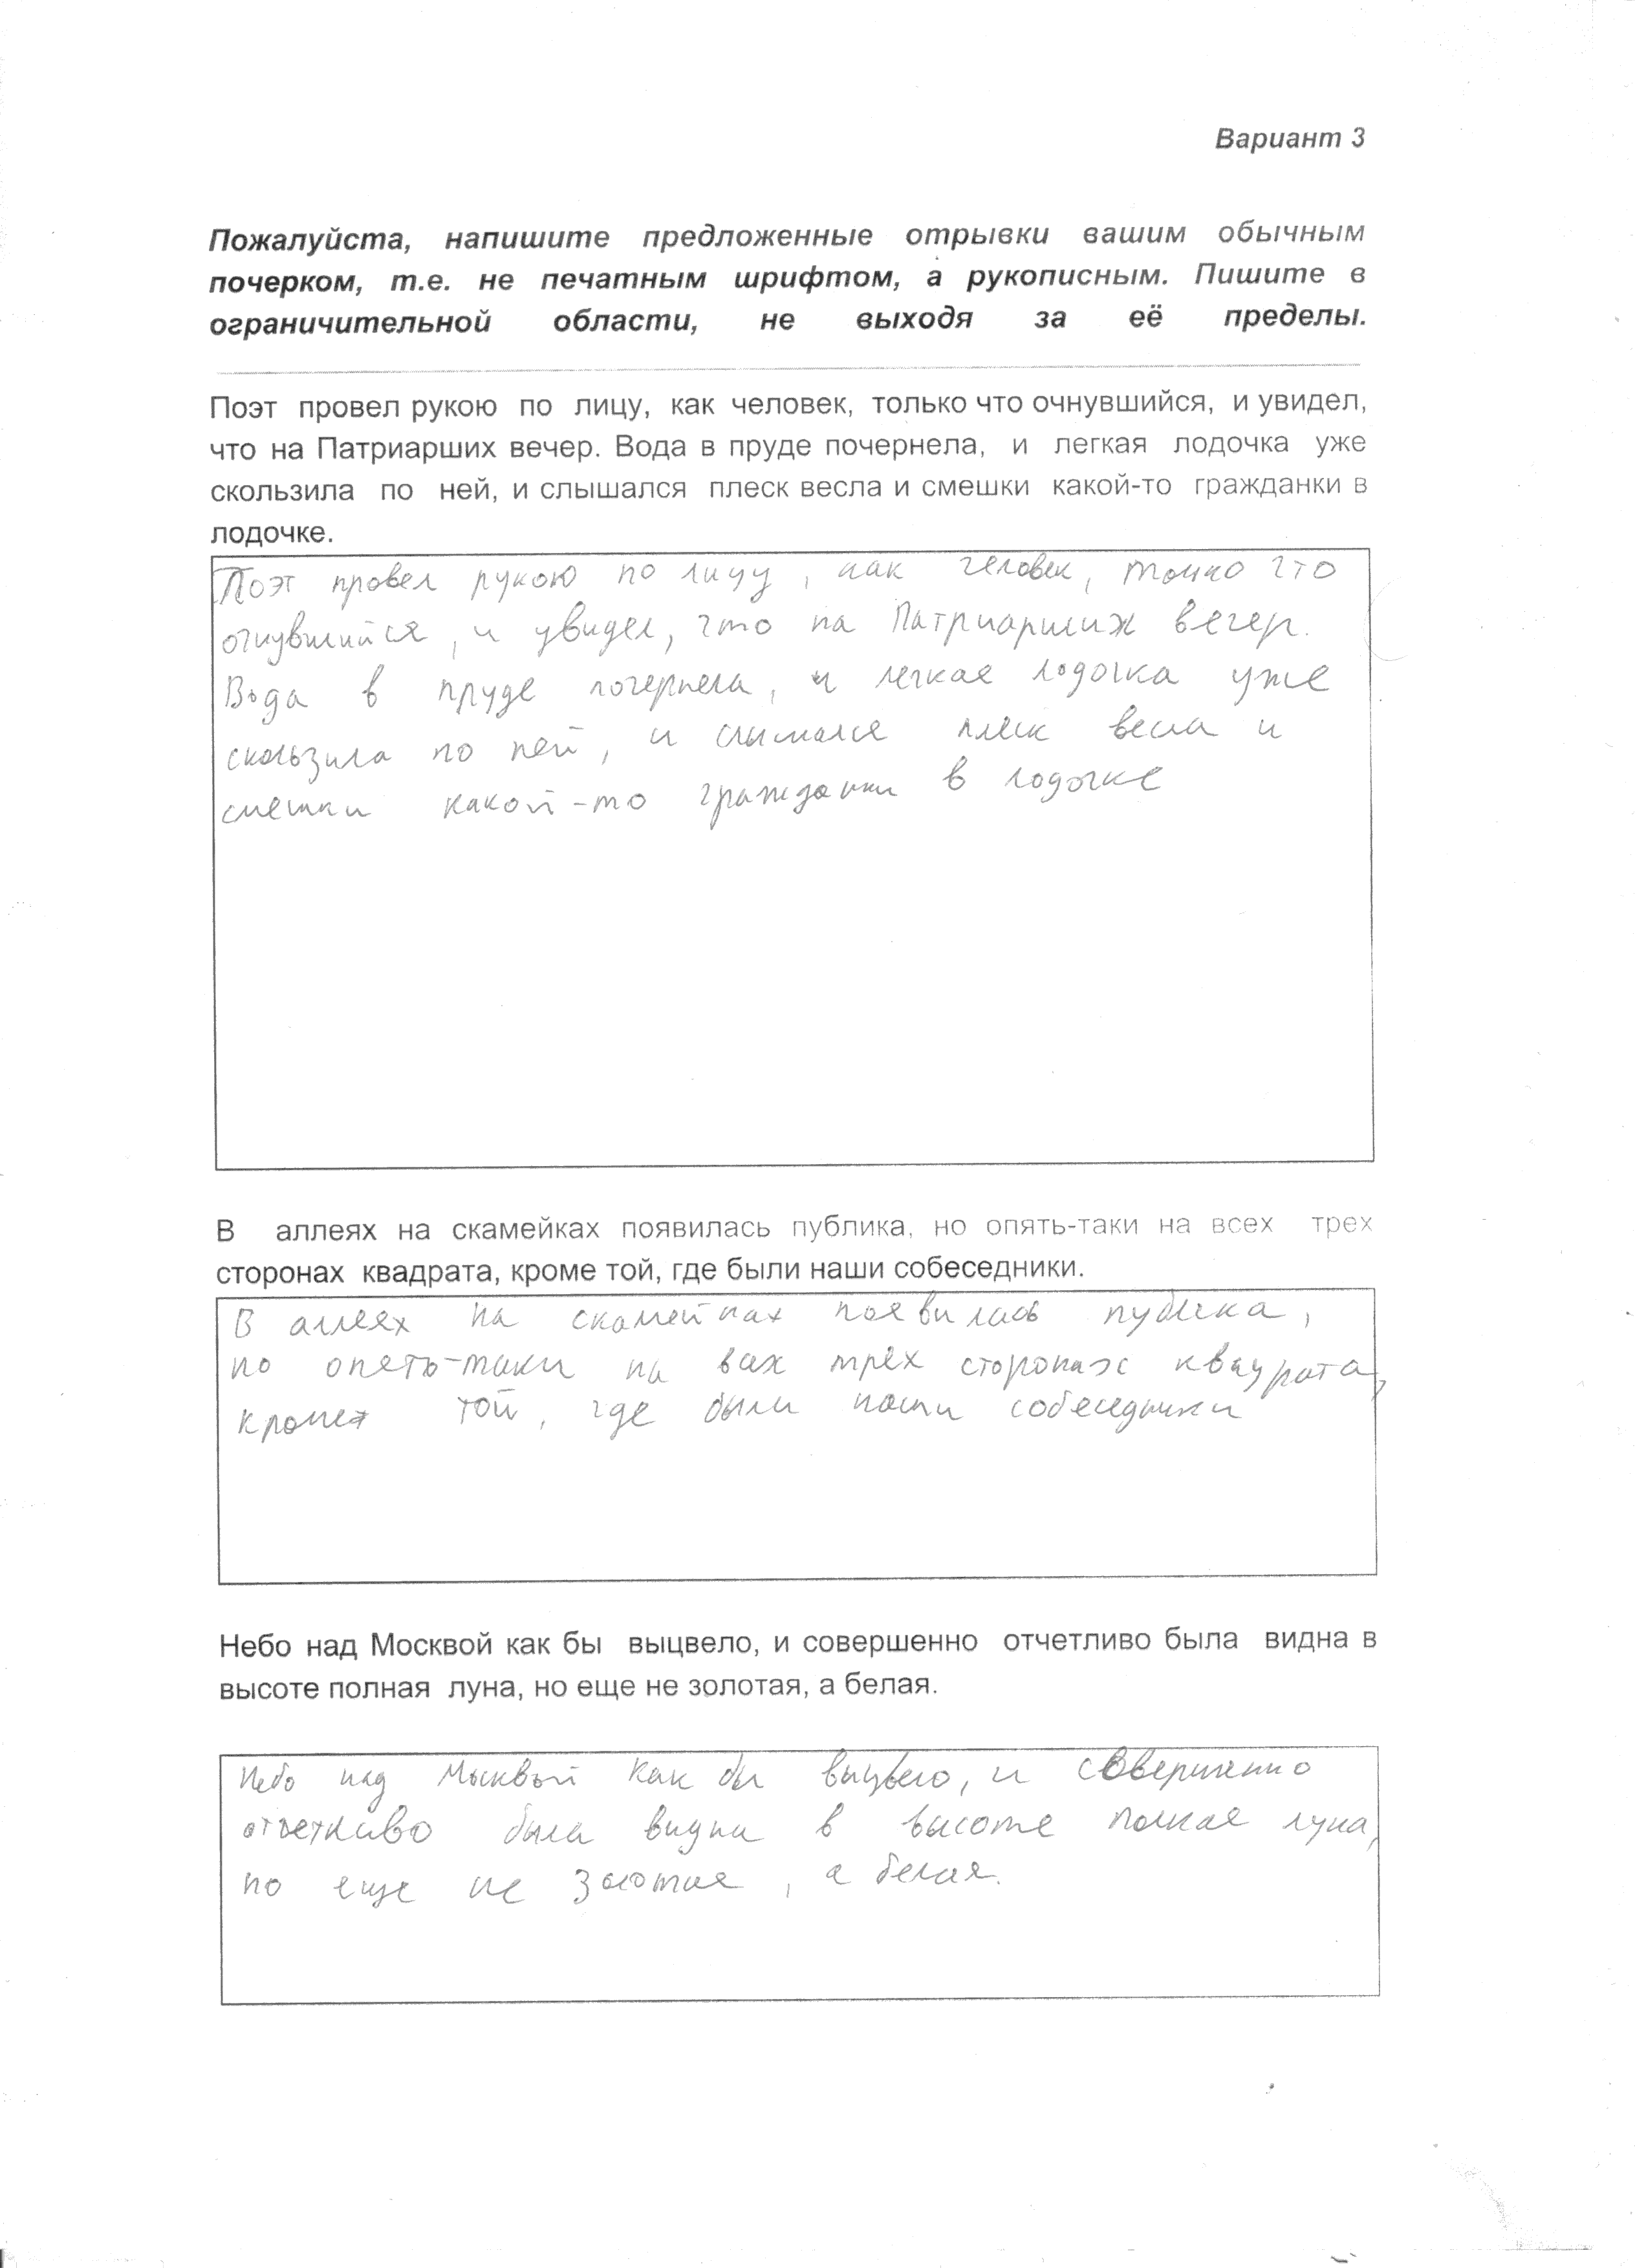 Вариант 3
Пожалуйста, напишите предложенные отрывки вашим обычным
почерком, т.е. не печатным шрифтом, а рукописным. Пишите в
ограничительной области, не выходя за её пределы.
Поэт провел рукою по лицу, как человек, только что очнувшийся, и увидел,
что на Патриарших вечер. Вода в пруде почернела, и легкая лодочка уже
скользила по ней, и слышался плеск весла и смешки какой-то гражданки в
лодочке.
Поэт провел рукою по лицу, как человек, только что
очнувшийся, и увидел, что на Патриарших вечер.
Вода в пруде почернела, и легкая лодочка уже
скользила по ней, и слышался плеск весла и
смешки какой-то гражданки в лодочке
В аллеях на скамейках появилась публика, но опять-таки на всех трех
сторонах квадрата, кроме той, где были наши собеседники.
В аллеях на скамейках появилась публика,
но опять-таки на всех трёх сторонах квадрата,
кроме той, где были наши собеседники
Небо над Москвой как бы выцвело, и совершенно отчетливо была видна в
высоте полная луна, но еще не золотая, а белая.
Небо над Москвой как бы выцвело, и совершенно
отчетливо была видна в высоте полная луна,
но еще не золотая, а белая.